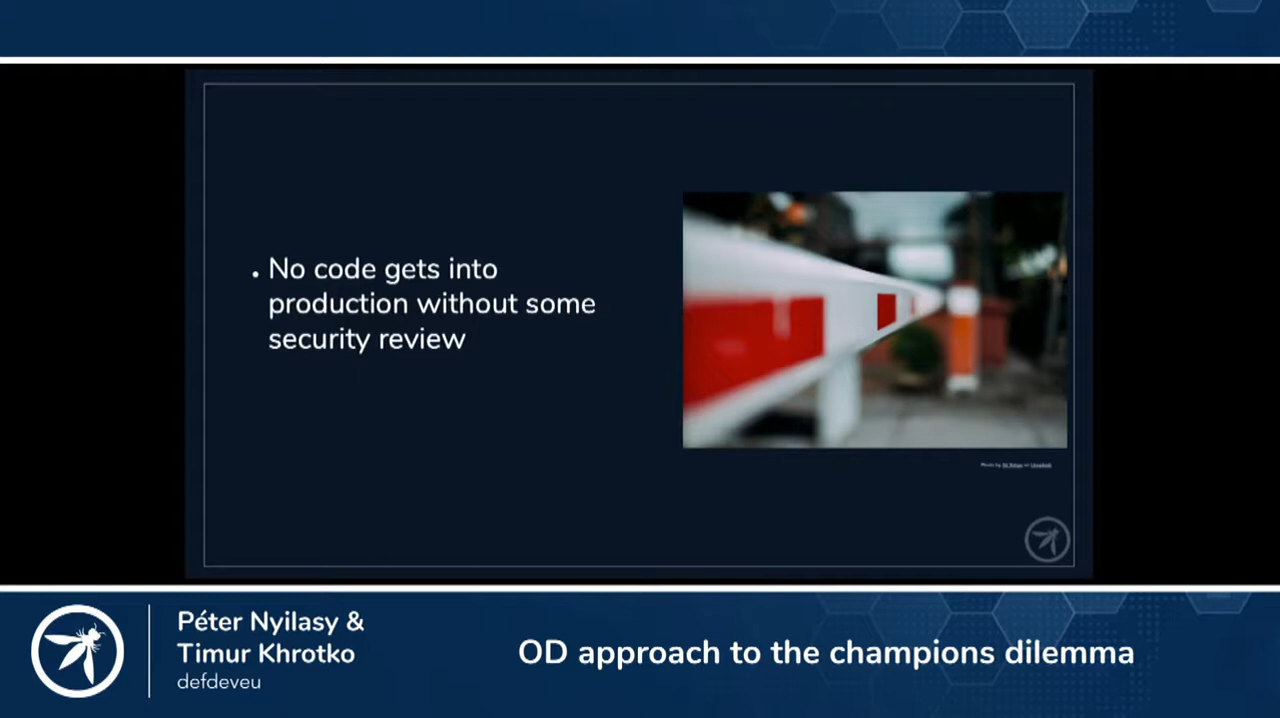 • No code gets into
production without some
security review
Péter Nyilasy &
Timur Khrotko
defdeveu
OD approach to the champions dilemma